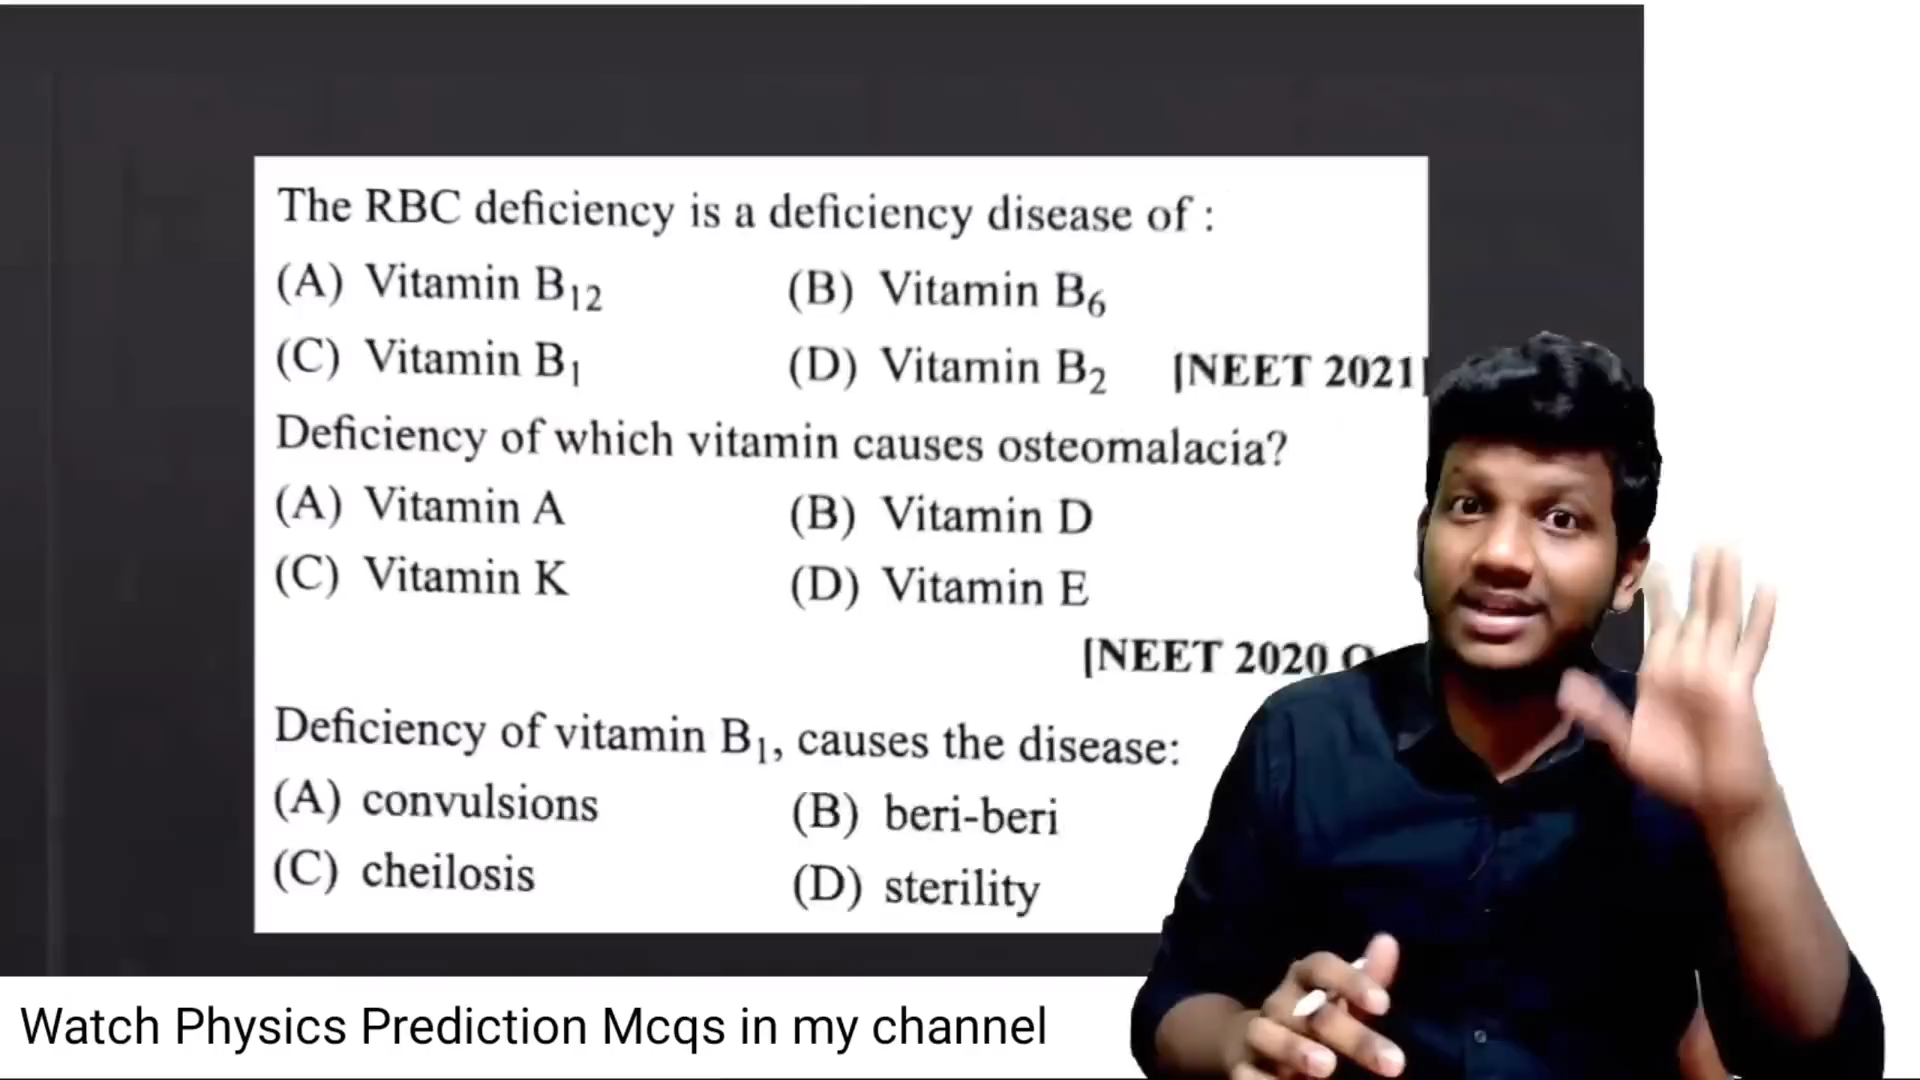 The RBC deficiency is a deficiency disease of :
(A) Vitamin B₁₂ (B) Vitamin B₆
(C) Vitamin B₁ (D) Vitamin B₂ [NEET 2021]
Deficiency of which vitamin causes osteomalacia?
(A) Vitamin A (B) Vitamin D
(C) Vitamin K (D) Vitamin E
[NEET 2020
Deficiency of vitamin B₁, causes the disease:
(A) convulsions (B) beri-beri
(C) cheilosis (D) sterility
Watch Physics Prediction Mcqs in my channel